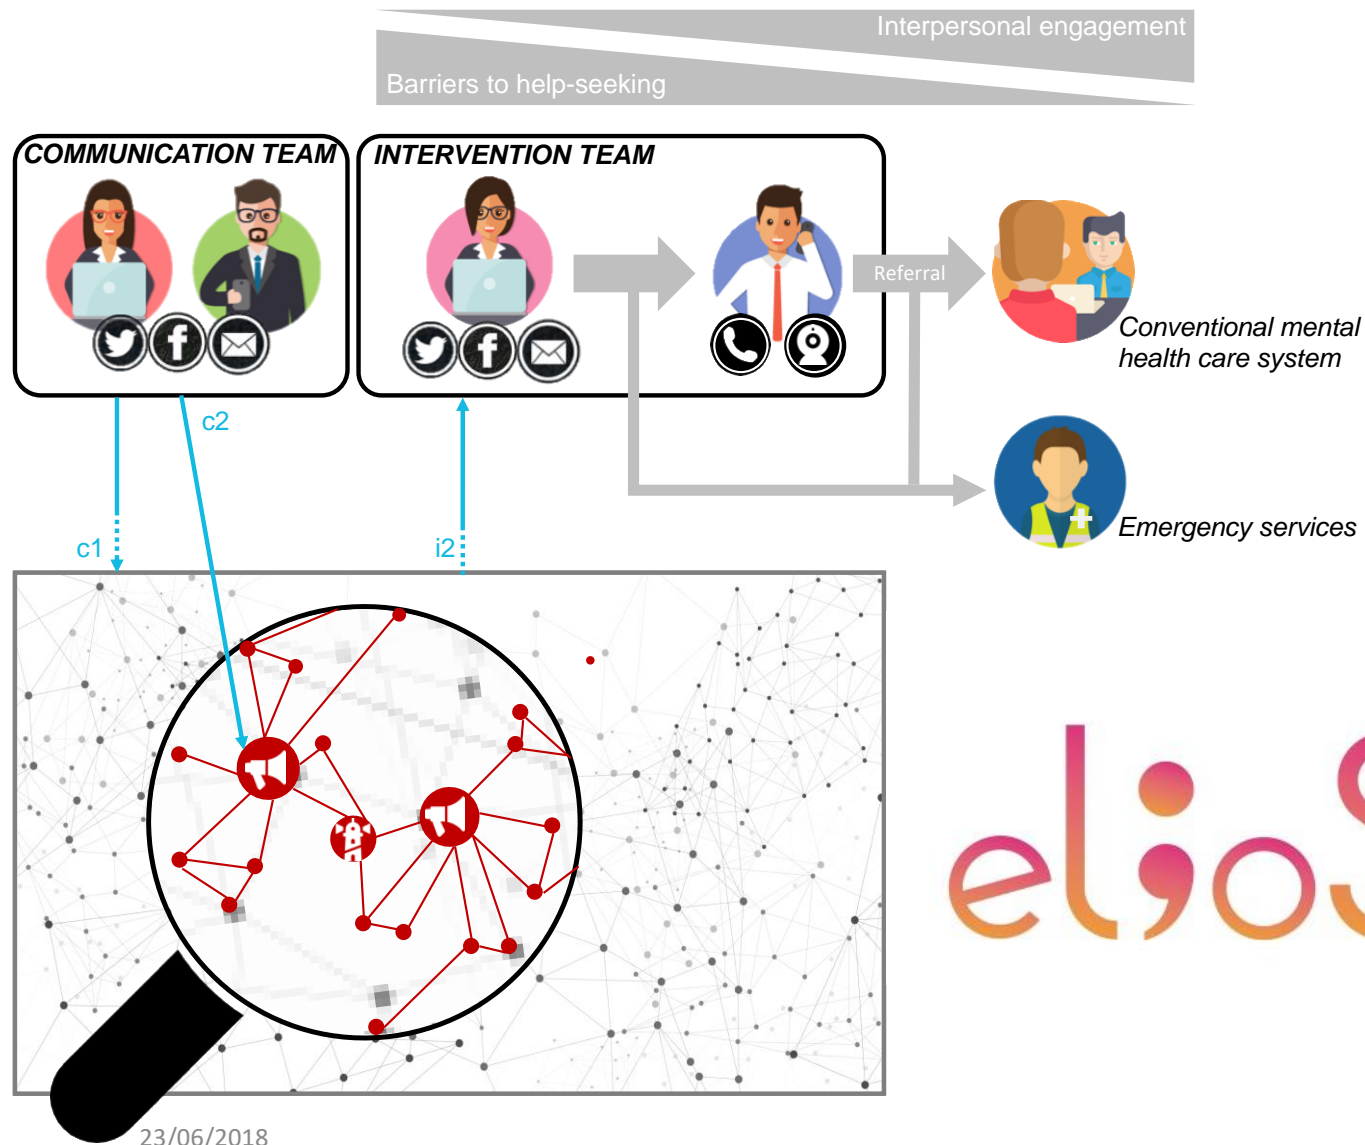 Interpersonal engagement
Barriers to help-seeking
COMMUNICATION TEAM
INTERVENTION TEAM
Referral
Conventional mental
health care system
c2
c1
i2
Emergency services
elioS
23/06/2018